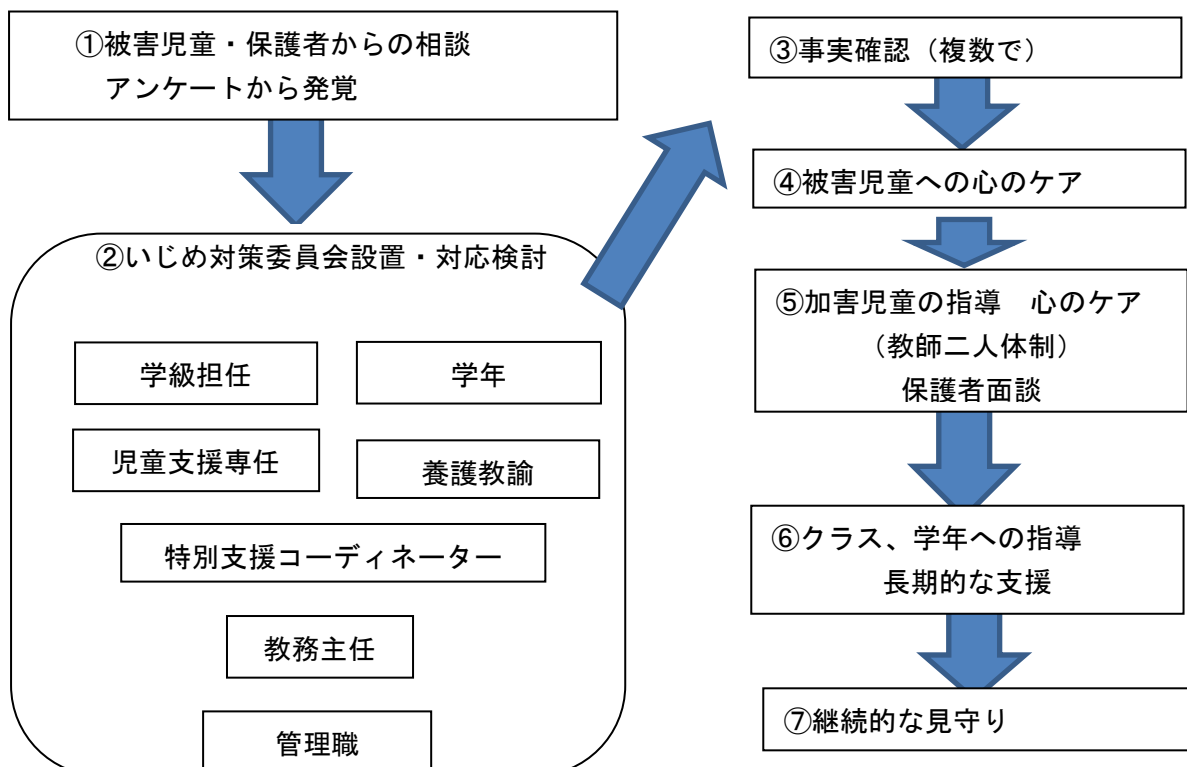 ①被害児童・保護者からの相談
アンケートから発覚
②いじめ対策委員会設置・対応検討
学級担任
学年
児童支援専任
養護教諭
特別支援コーディネーター
教務主任
管理職
③事実確認（複数で）
④被害児童への心のケア
⑤加害児童の指導　心のケア
（教師二人体制）
保護者面談
⑥クラス、学年への指導
長期的な支援
⑦継続的な見守り